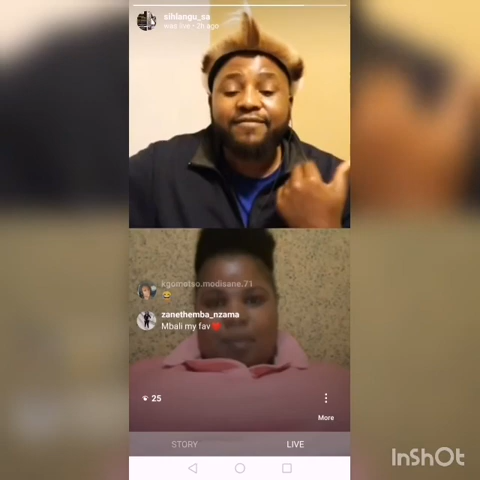 sihlangu_sa
was live • 2h ago
kgomotso.modisane.71
😂
zanethemba_nzama
Mbali my fav❤️
25
More
STORY
LIVE
InShOt